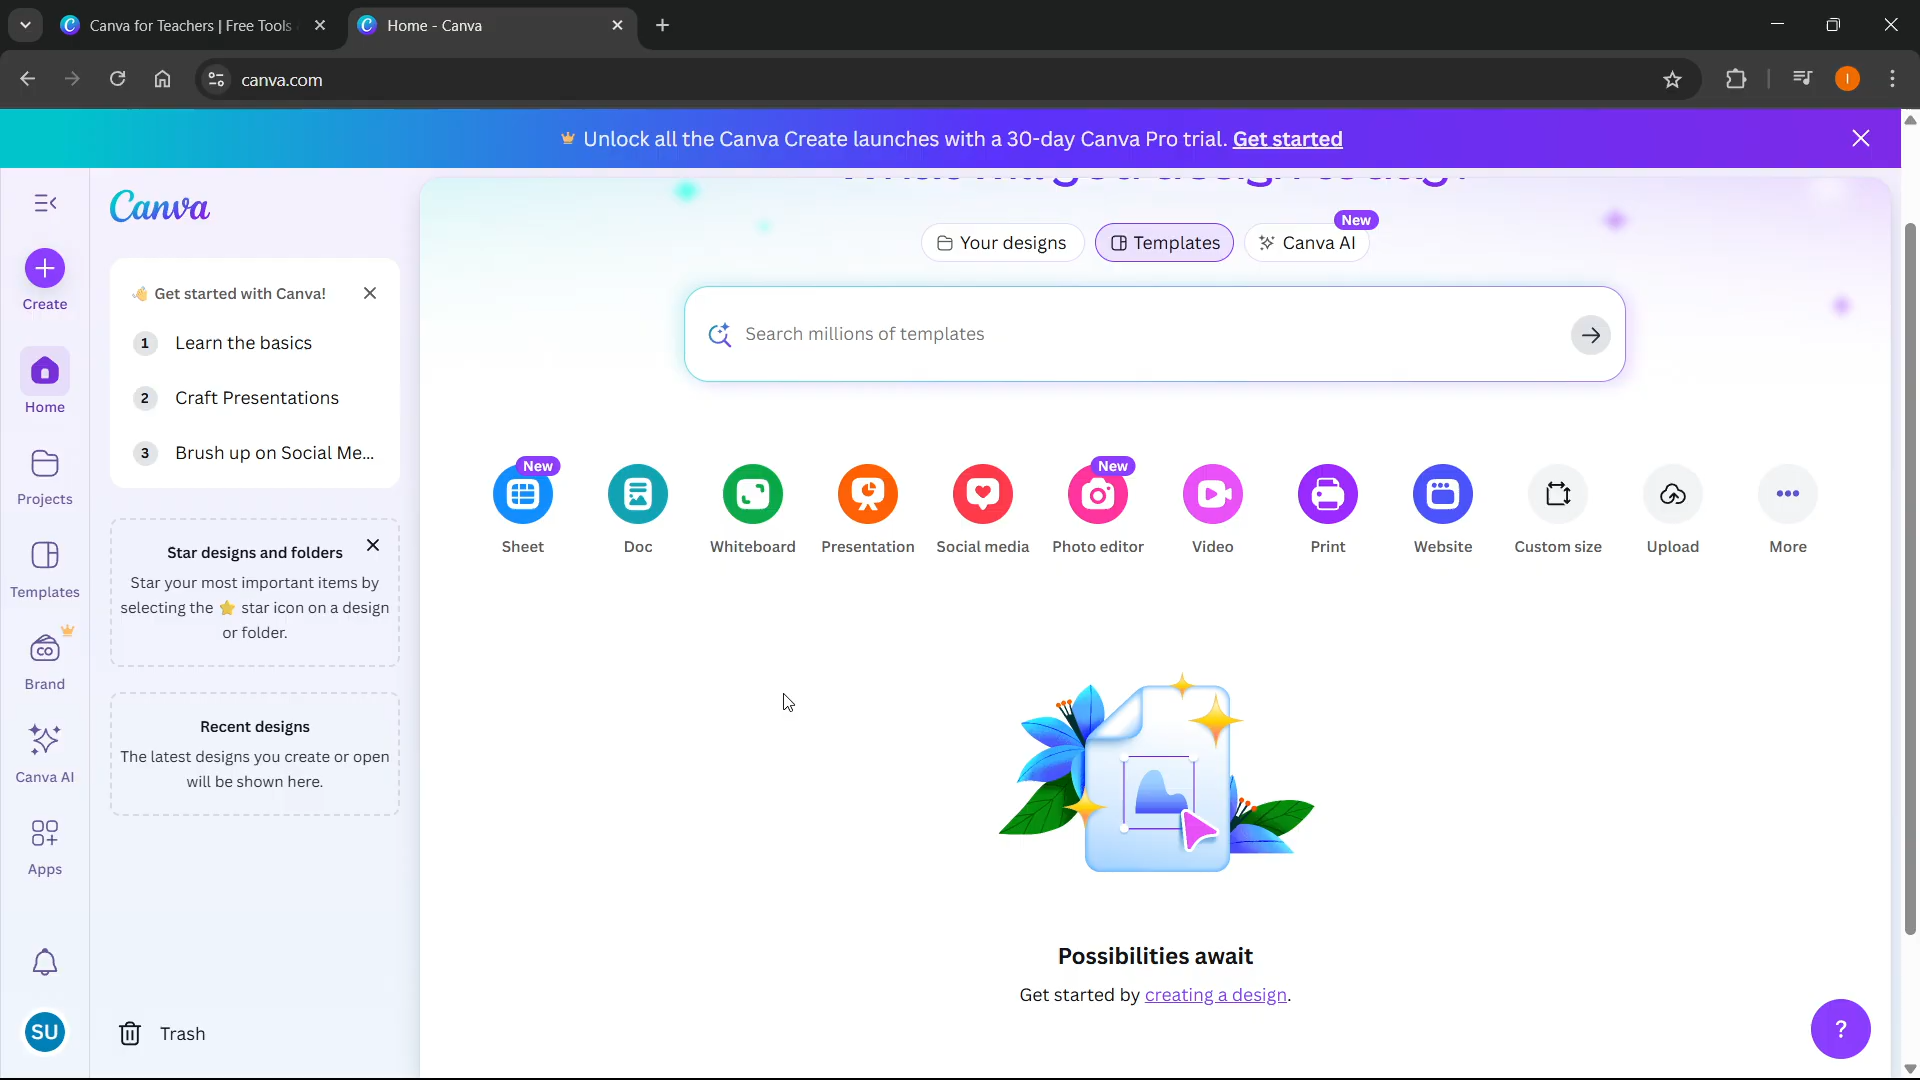 Canva for Teachers | Free Tools
Home - Canva
canva.com
Unlock all the Canva Create launches with a 30-day Canva Pro trial. Get started
Canva
Create
Home
Projects
Templates
CO
Brand
Canva AI
Apps
SU
Get started with Canva!
1 Learn the basics
2 Craft Presentations
3 Brush up on Social Me...
Star designs and folders
Star your most important items by
selecting the ⭐ star icon on a design
or folder.
Recent designs
The latest designs you create or open
will be shown here.
Trash
Your designs
Templates
Canva AI
New
Search millions of templates
New
Sheet
Doc
Whiteboard
Presentation
Social media
New
Photo editor
Video
Print
Website
Custom size
Upload
More
Possibilities await
Get started by creating a design.
?
I